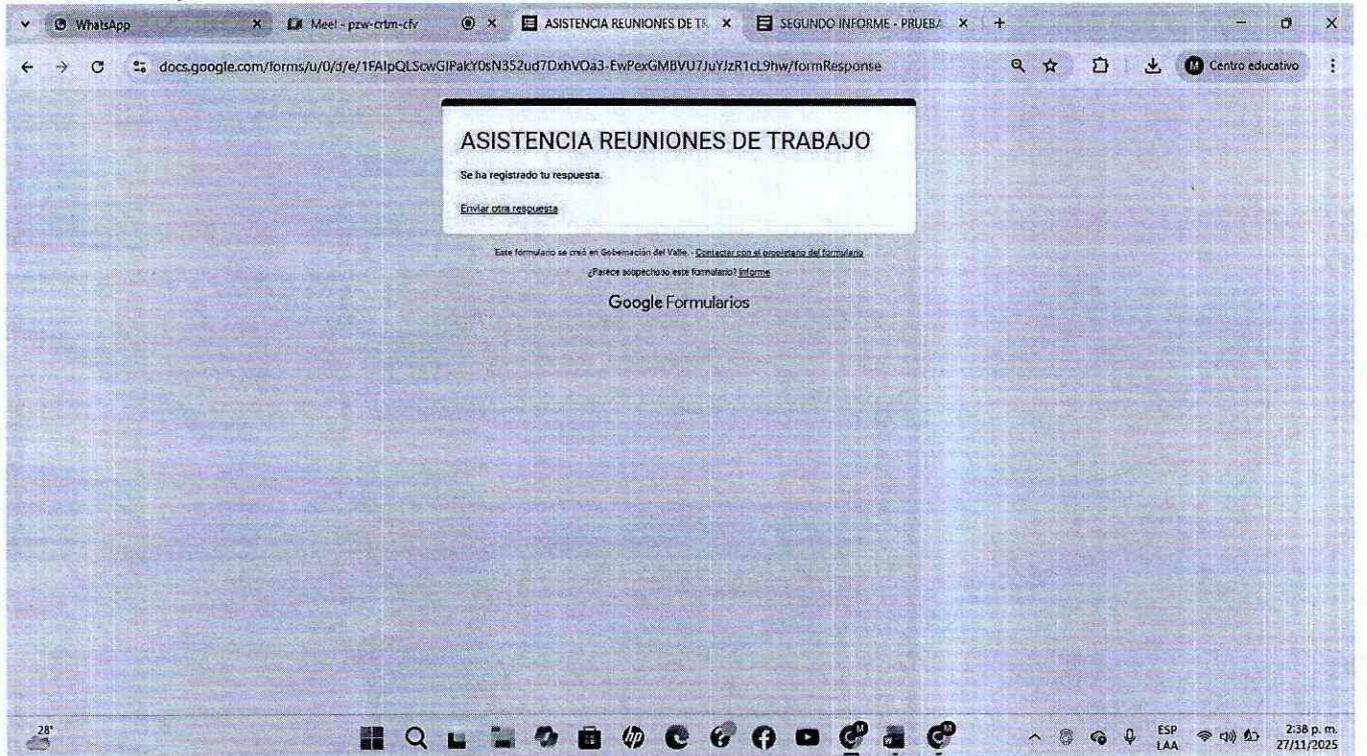 WhatsApp
Meet - pzw-crtm-cfv
ASISTENCIA REUNIONES DE TR
SEGUNDO INFORME - PRUEBA
docs.google.com/forms/u/0/d/e/1FAIpQLScwGIPakY0sN352ud7DxhVOa3-EwPexGMBVU7JuYJzR1cL9hw/formResponse
Centro educativo
ASISTENCIA REUNIONES DE TRABAJO
Se ha registrado tu respuesta.
Enviar otra respuesta
Este formulario se creó en Gobernación del Valle. - Contactar con el propietario del formulario
¿Parece sospechoso este formulario? Informe
Google Formularios
28°
ESP
LAA
2:38 p. m.
27/11/2025